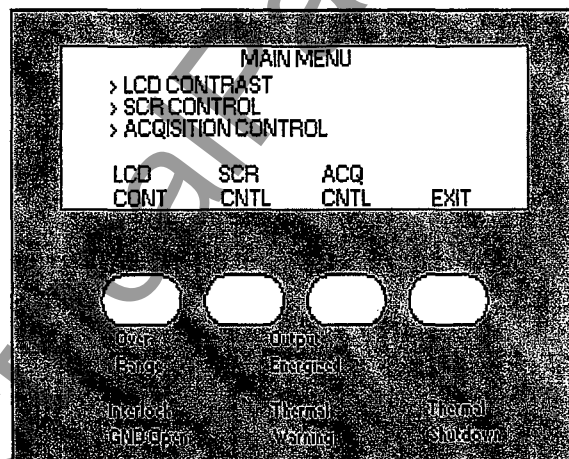 MAIN MENU
> LCD CONTRAST
> SCR CONTROL
> ACQISITION CONTROL
LCD SCR ACQ
CONT CNTL CNTL EXIT
Over Output
Range Energized
Interlock Thermal Thermal
GND Open Warning Shutdown